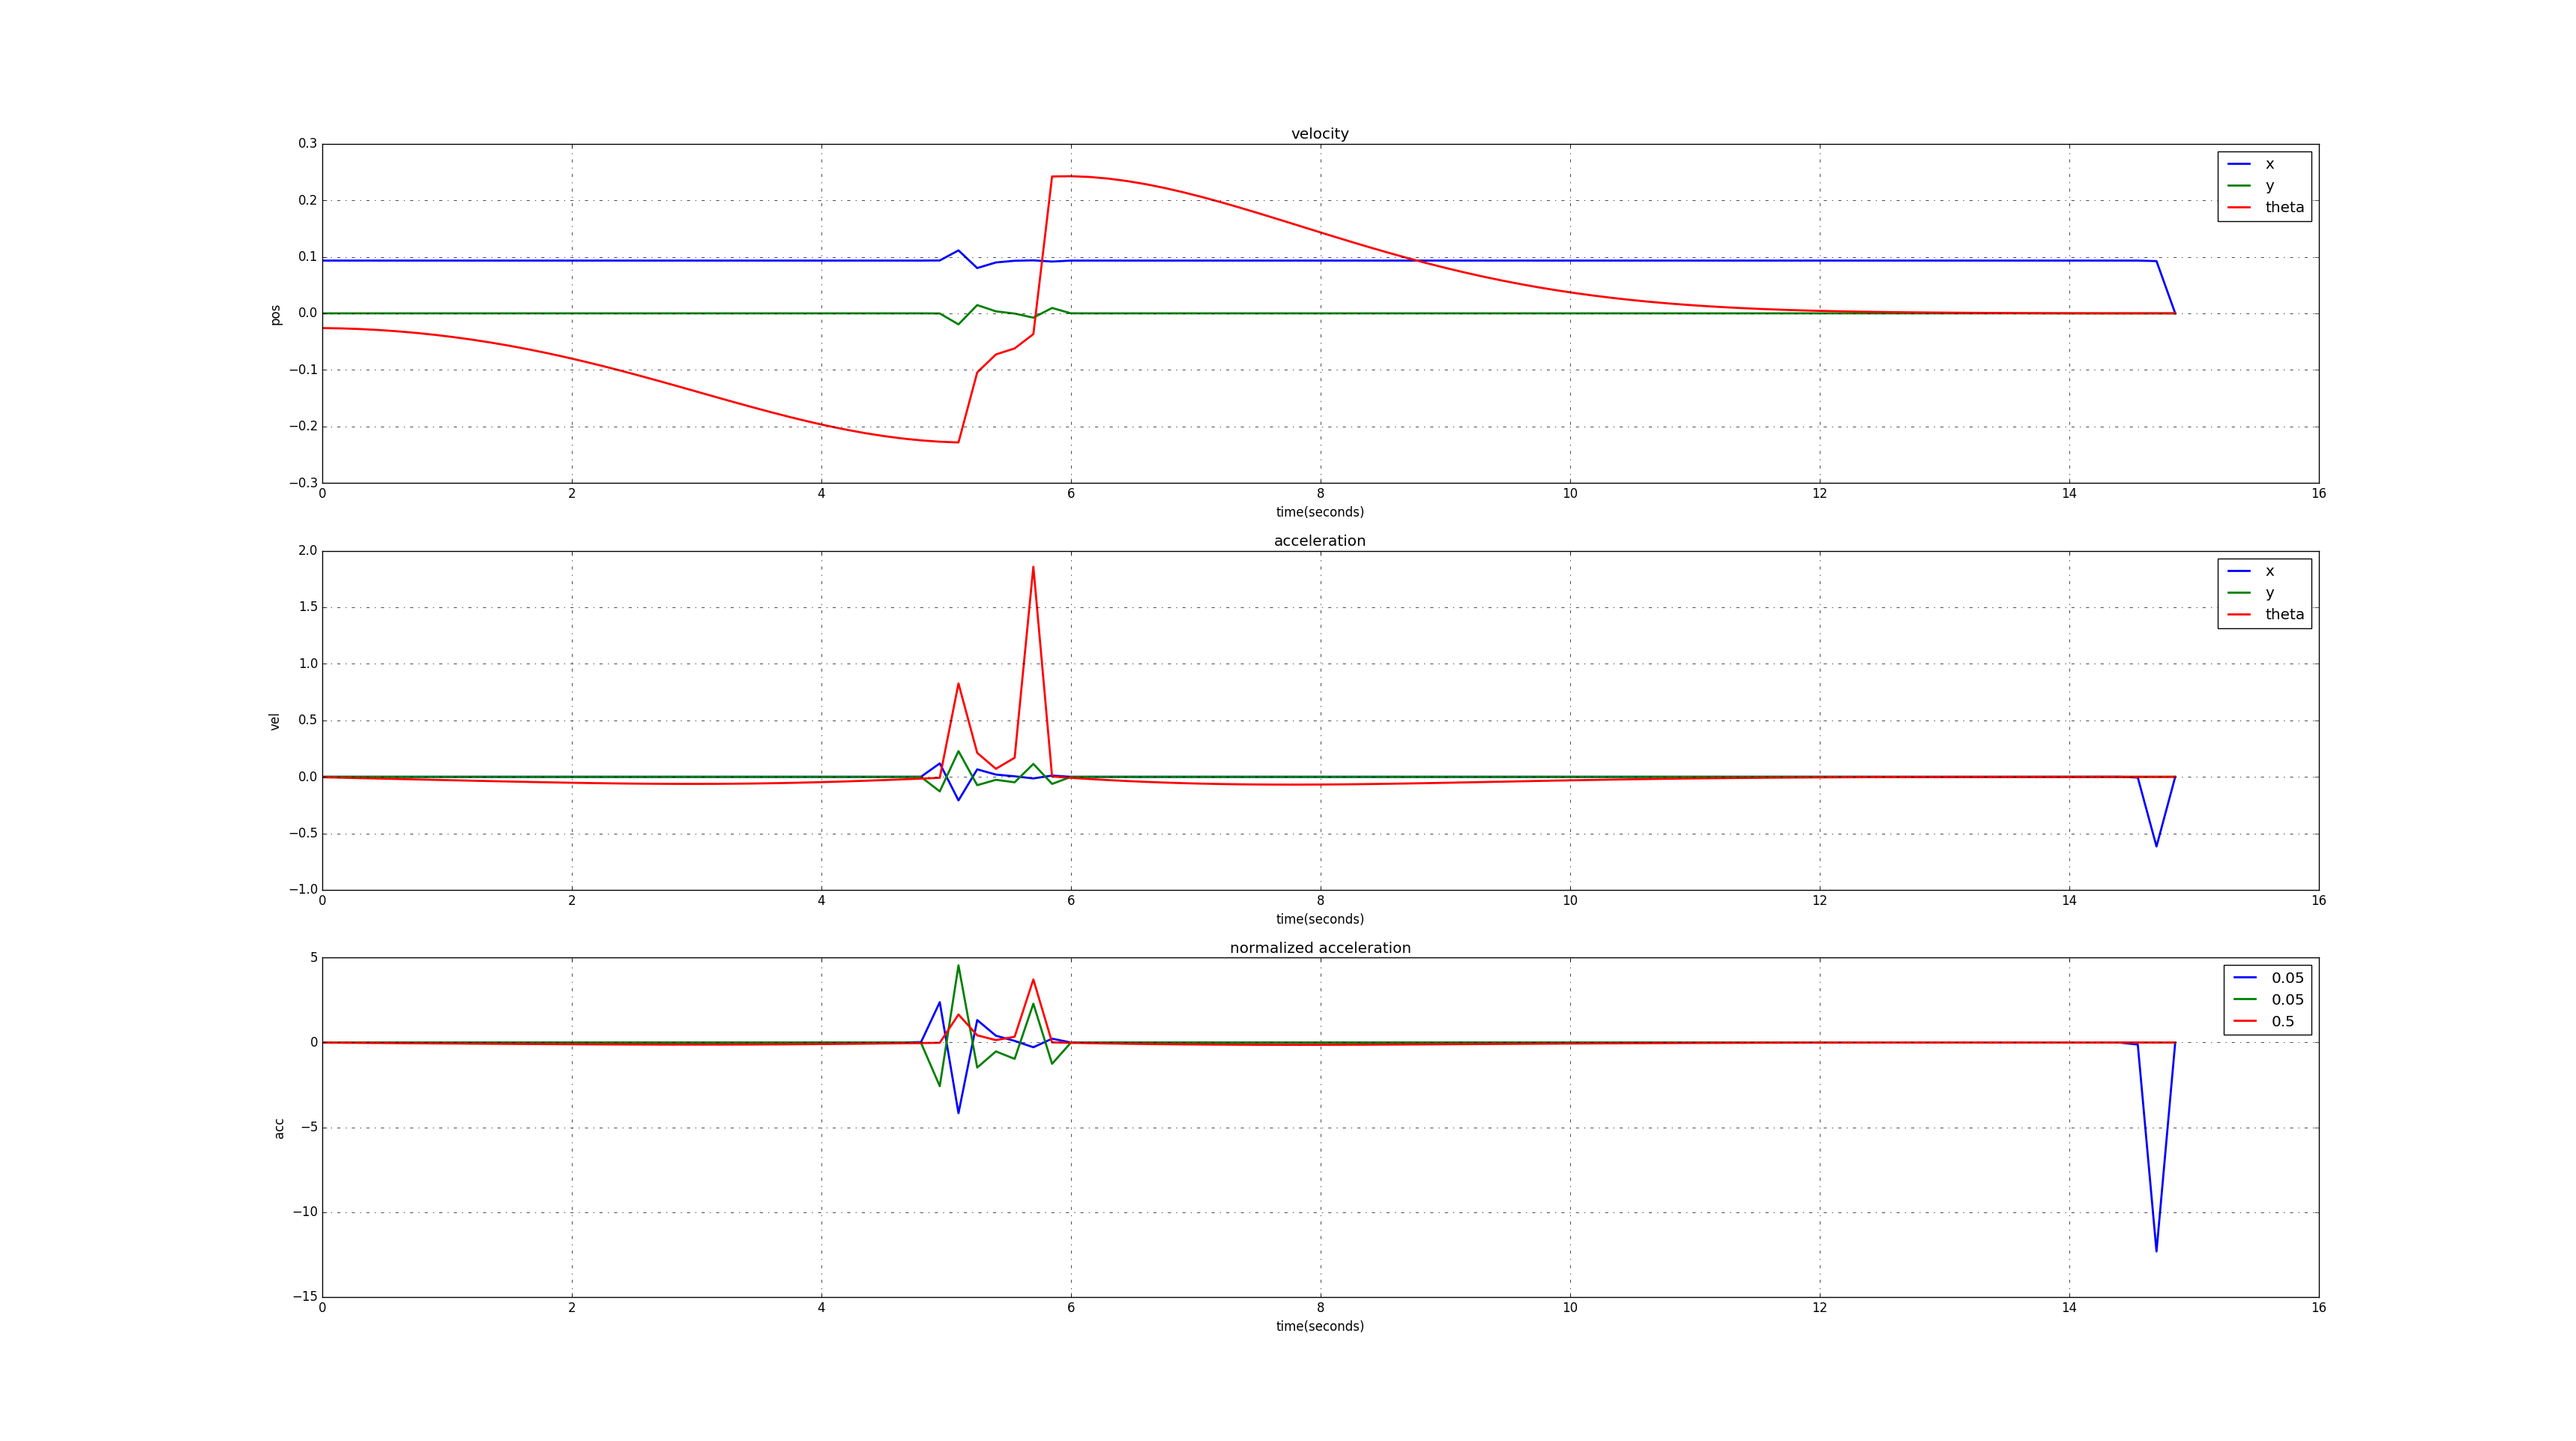 velocity
0.3
0.2
0.1
0.0
−0.1
−0.2
−0.3
pos
x
y
theta
0 2 4 6 8 10 12 14 16
time(seconds)
acceleration
2.0
1.5
1.0
0.5
0.0
−0.5
−1.0
vel
x
y
theta
0 2 4 6 8 10 12 14 16
time(seconds)
normalized acceleration
5
0
−5
−10
−15
acc
0.05
0.05
0.5
0 2 4 6 8 10 12 14 16
time(seconds)